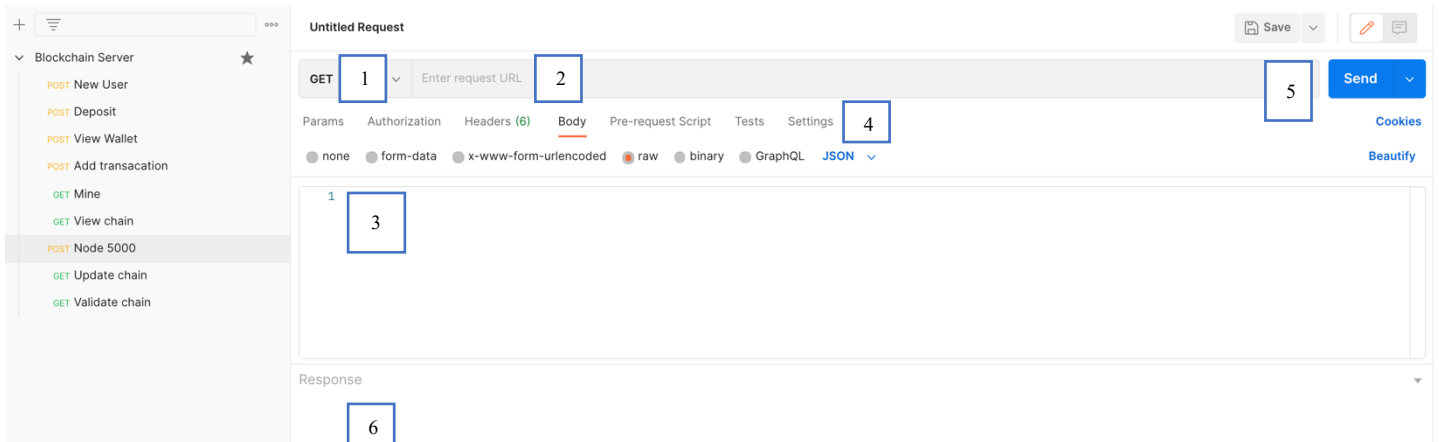 Untitled Request
Save
Blockchain Server
POST New User
POST Deposit
POST View Wallet
POST Add transacation
GET Mine
GET View chain
POST Node 5000
GET Update chain
GET Validate chain
GET 1 Enter request URL 2 5 Send
Params Authorization Headers (6) Body Pre-request Script Tests Settings 4 Cookies
none form-data x-www-form-urlencoded raw binary GraphQL JSON Beautify
1 3
Response
6